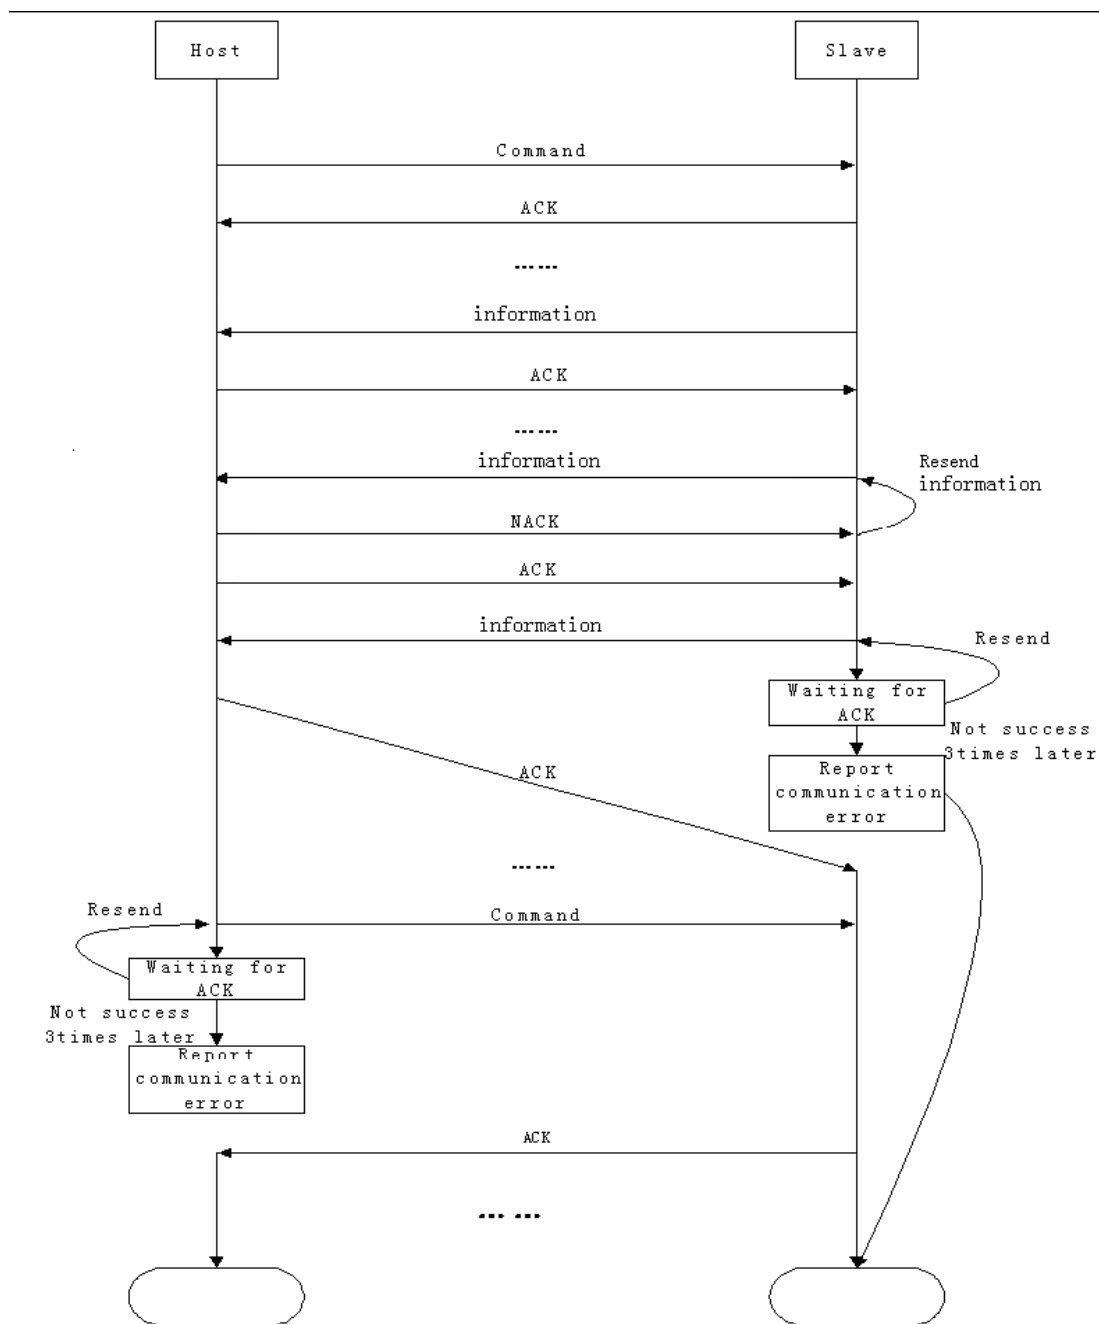 Host
Slave
Command
ACK
......
information
ACK
......
information
Resend
information
NACK
ACK
information
Resend
Waiting for
ACK
Not success
3times later
ACK
Report
communication
error
......
Resend
Command
Waiting for
ACK
Not success
3times later
Report
communication
error
ACK
... ...